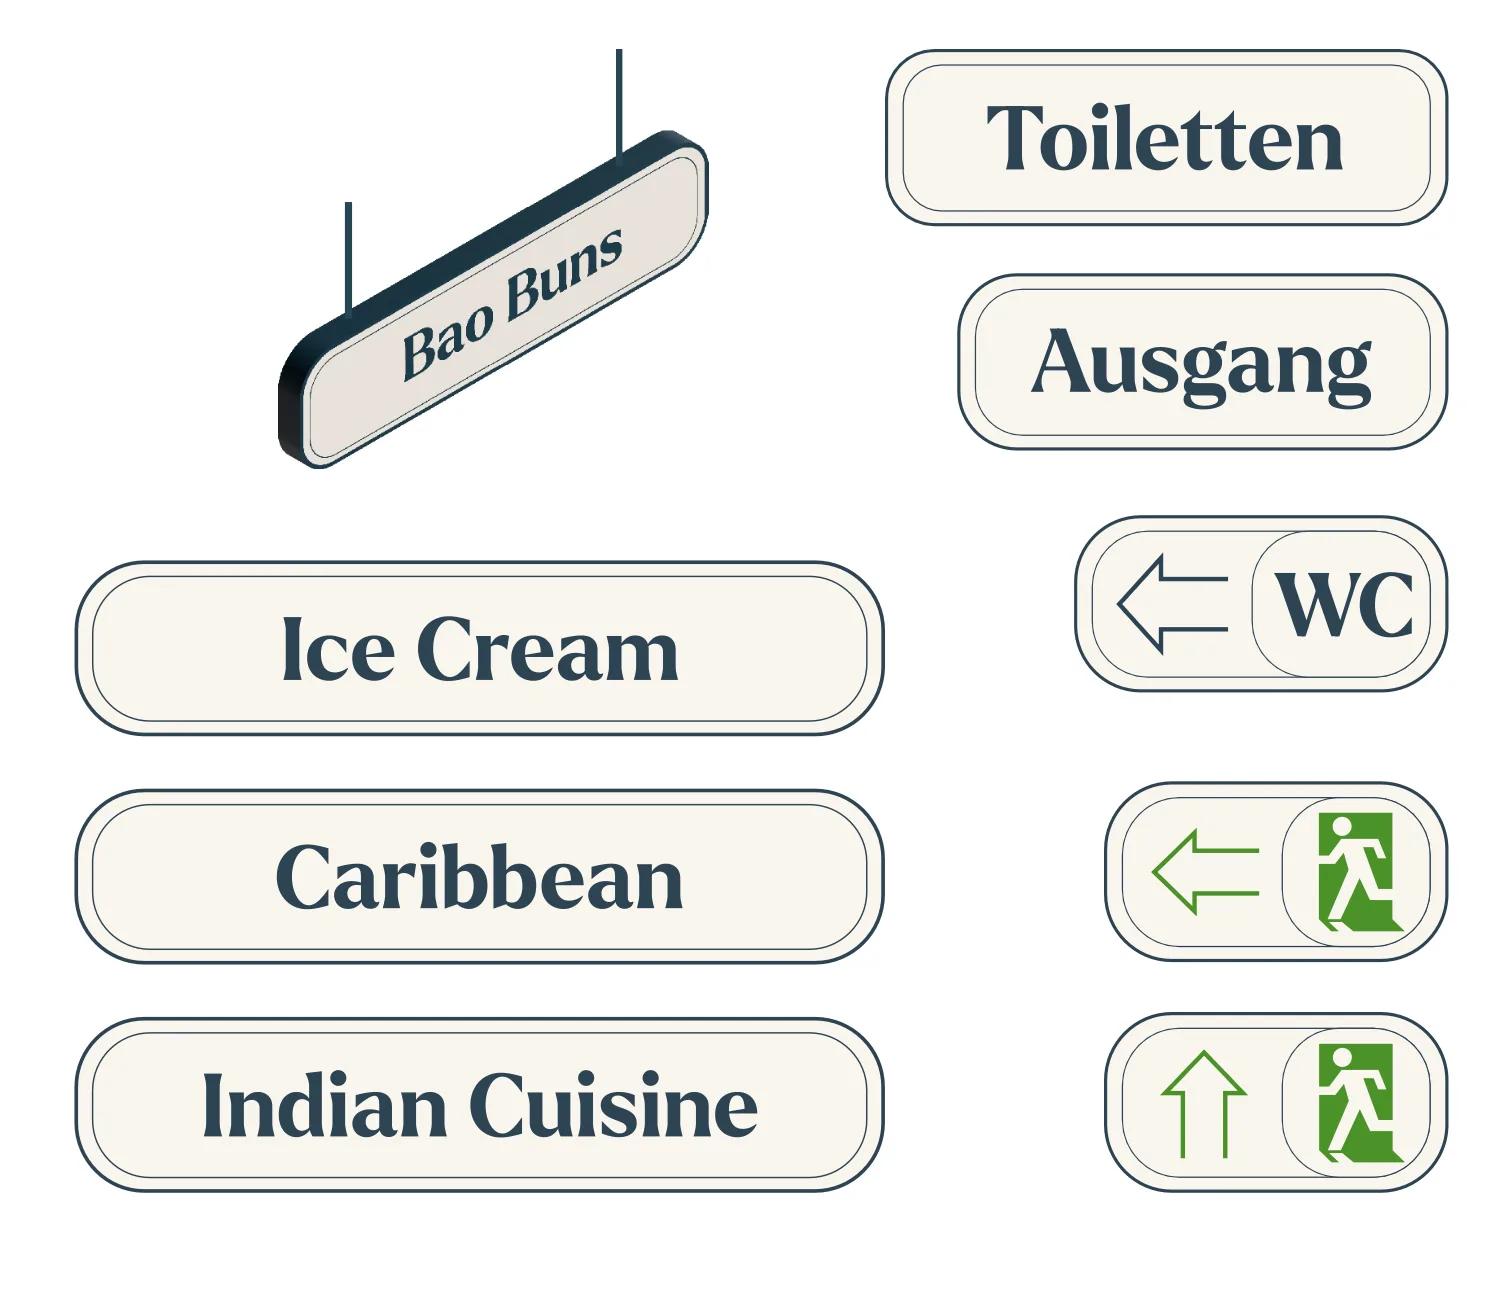 Bao Buns
Toiletten
Ausgang
WC
Ice Cream
Caribbean
Indian Cuisine